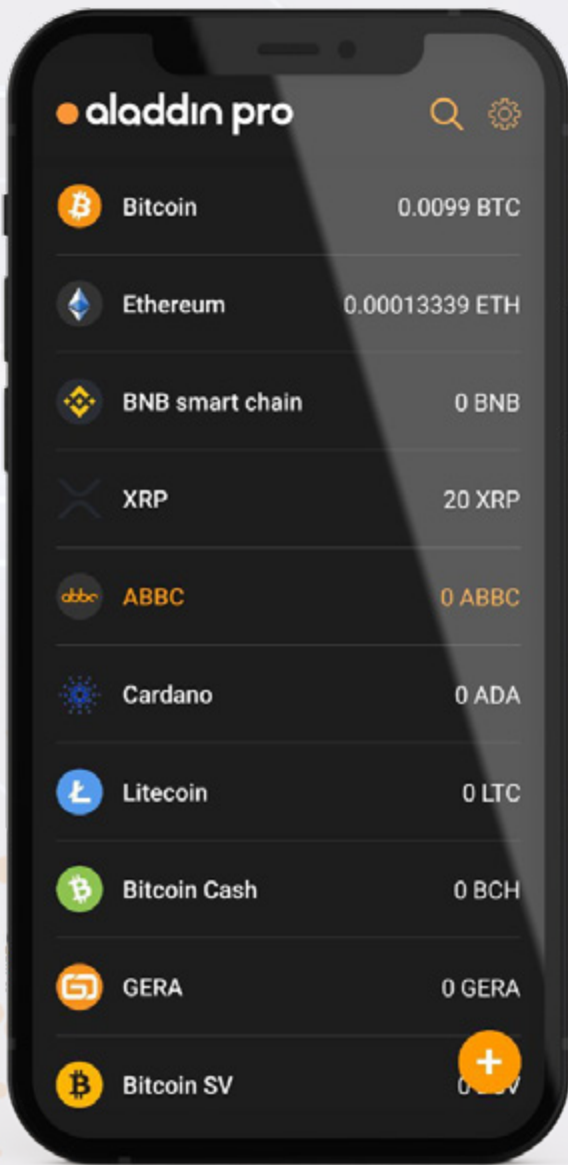 aladdin pro
Bitcoin 0.0099 BTC
Ethereum 0.00013339 ETH
BNB smart chain 0 BNB
XRP 20 XRP
abbc ABBC 0 ABBC
Cardano 0 ADA
Litecoin 0 LTC
Bitcoin Cash 0 BCH
GERA 0 GERA
Bitcoin SV 0